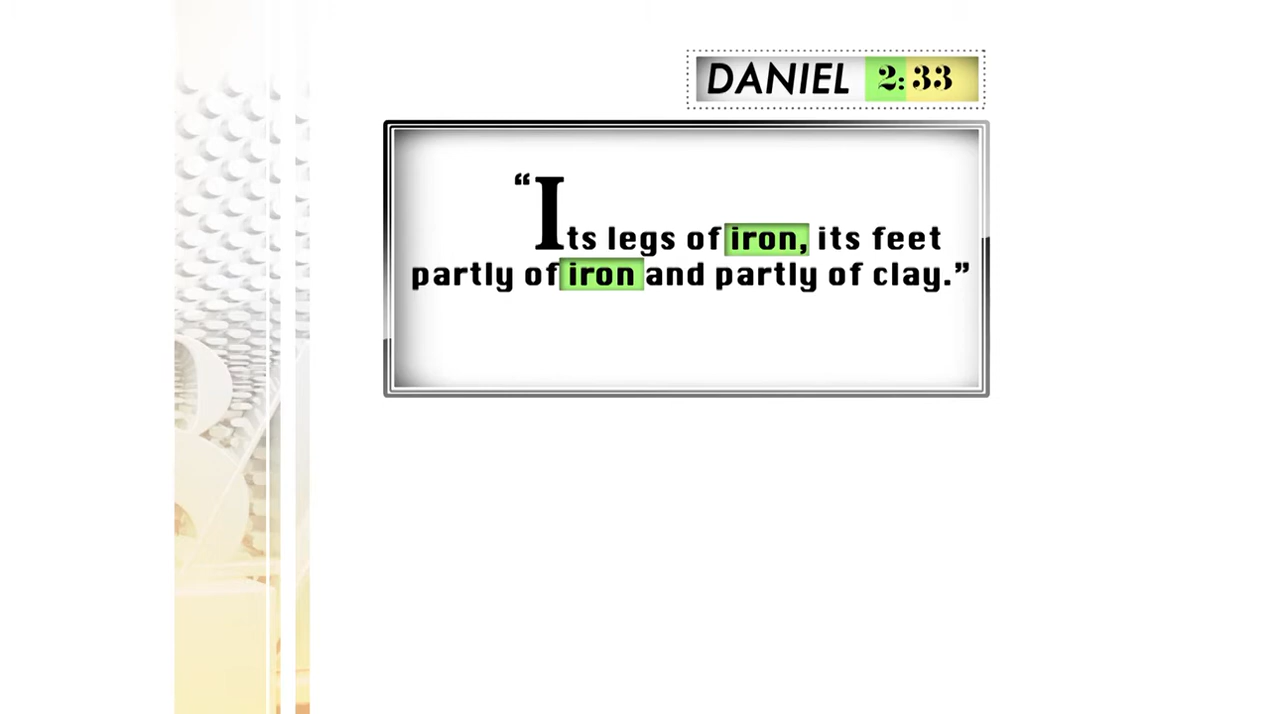 DANIEL 2:33
“Its legs of iron, its feet
partly of iron and partly of clay.”